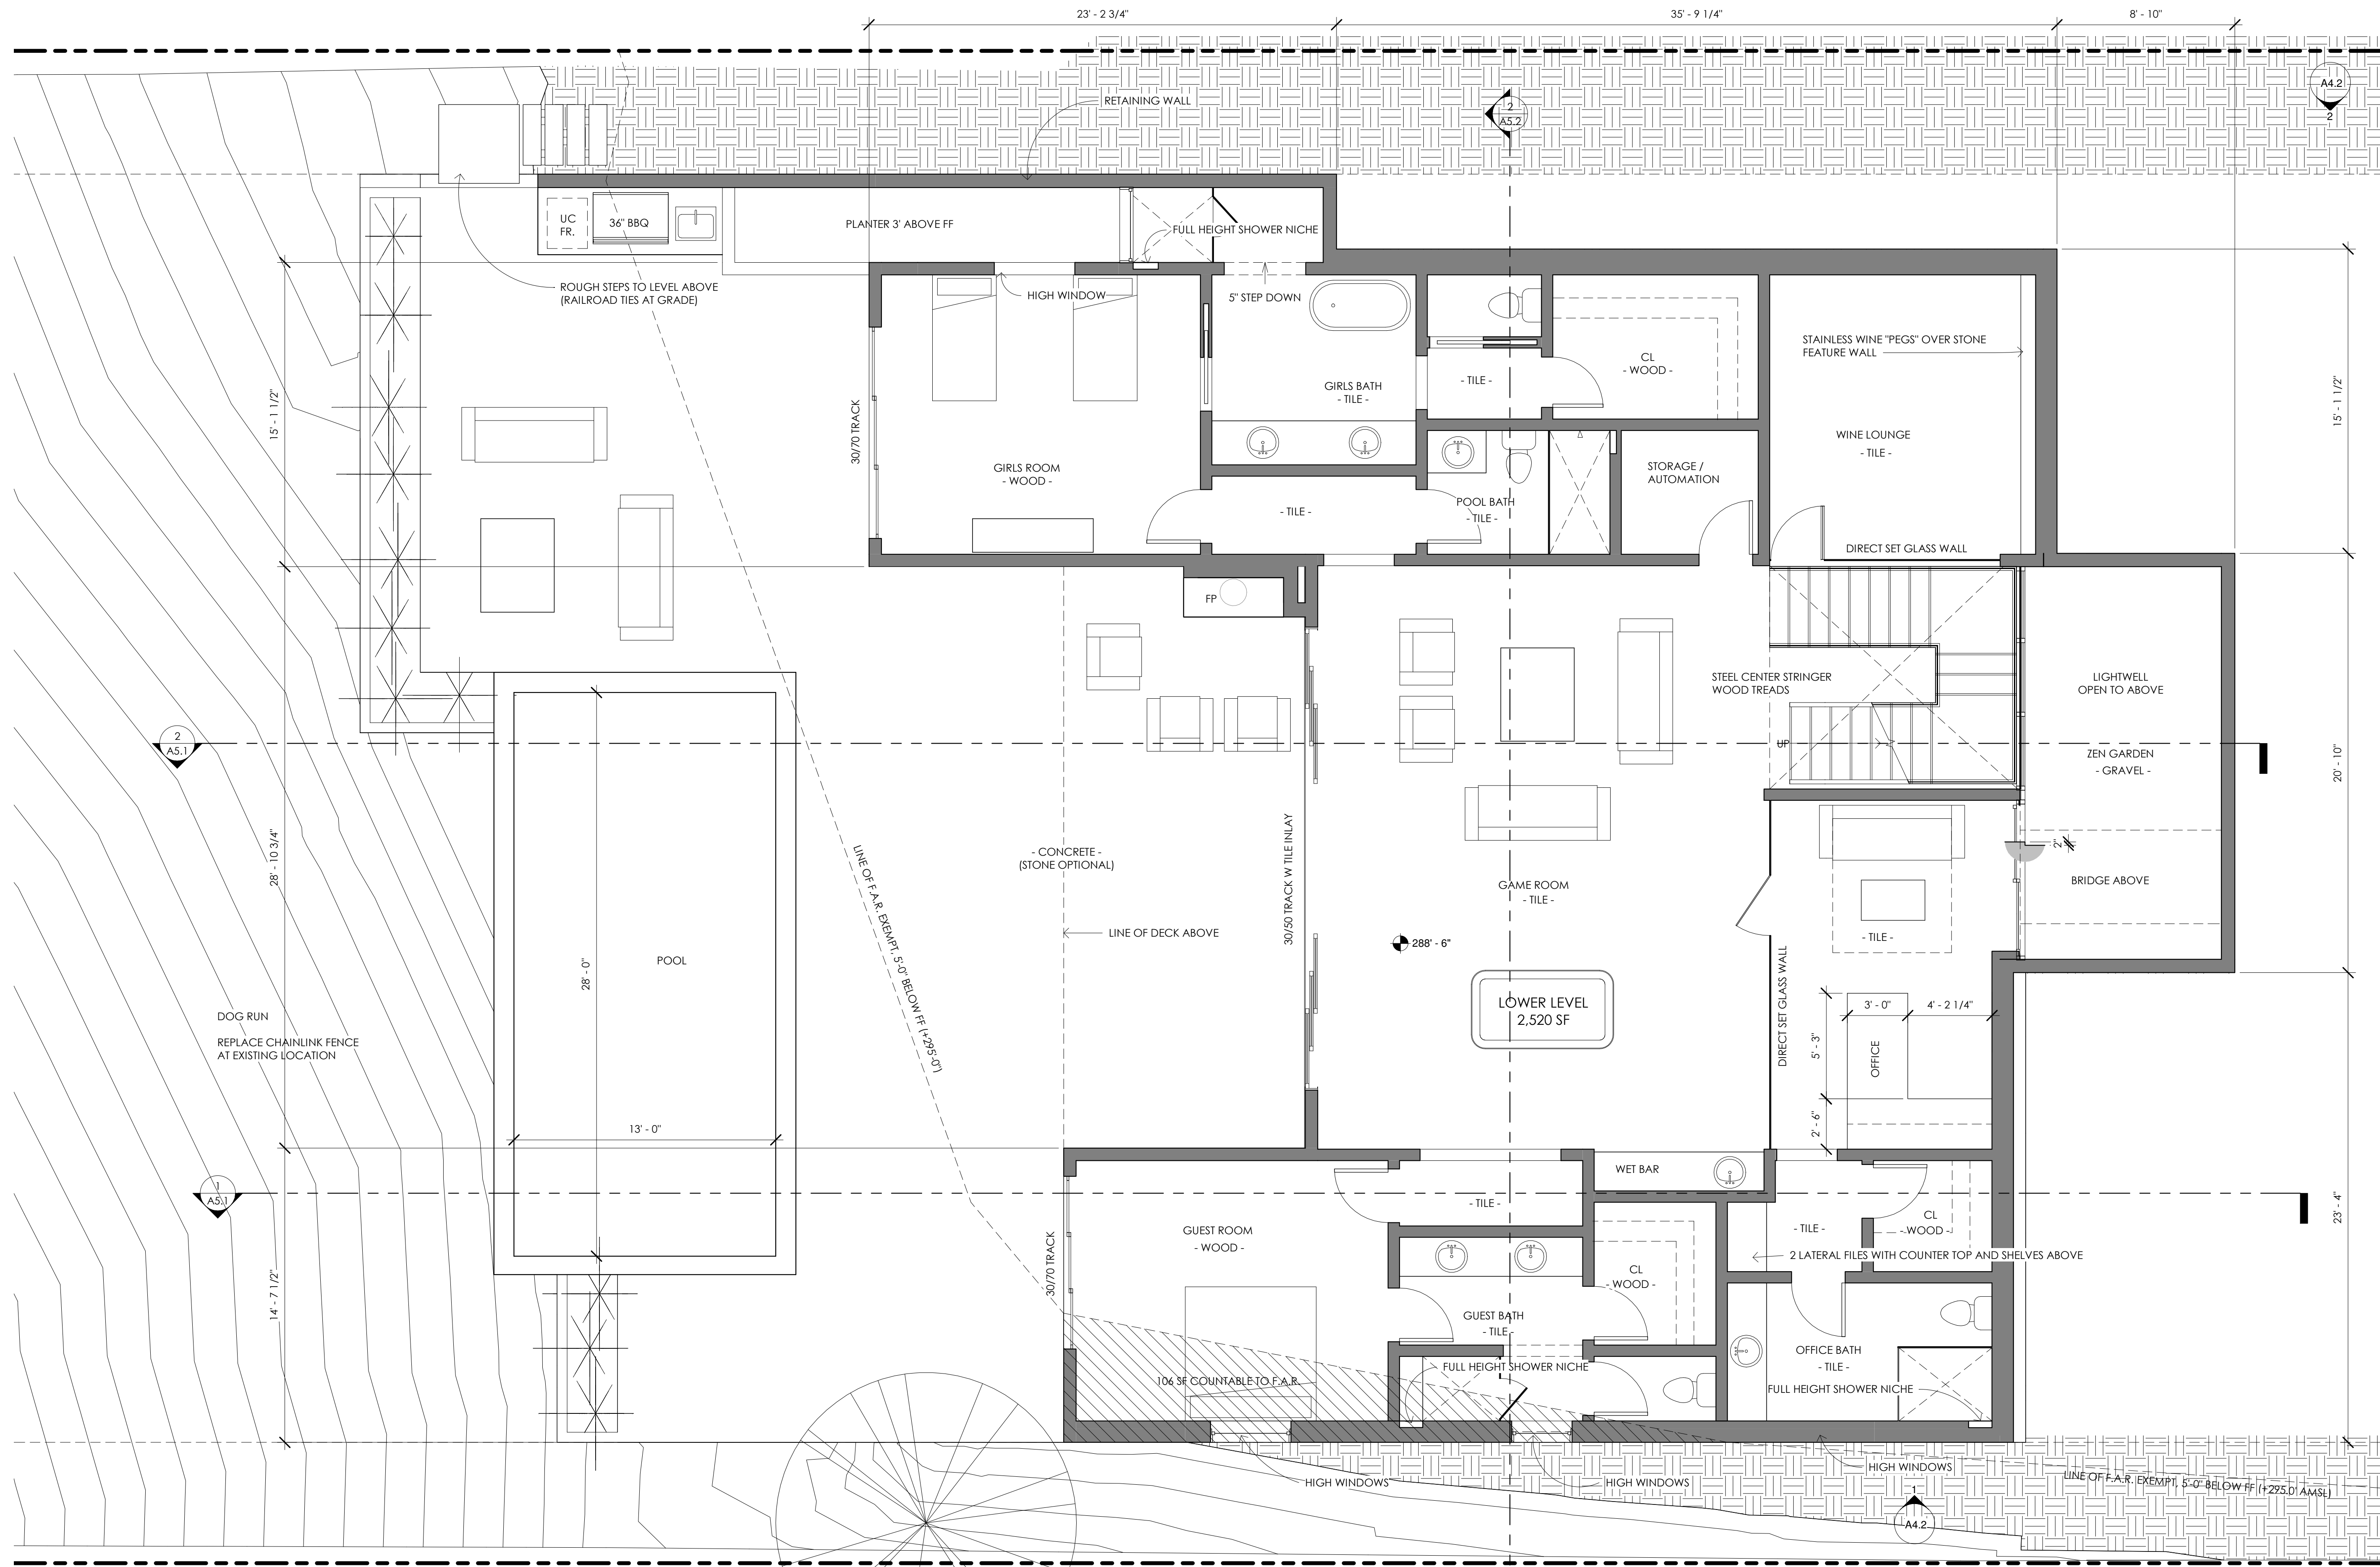 23' - 2 3/4"
35' - 9 1/4"
8' - 10"
RETAINING WALL
2
A5.2
A4.2
2
UC
FR.
36" BBQ
PLANTER 3' ABOVE FF
FULL HEIGHT SHOWER NICHE
ROUGH STEPS TO LEVEL ABOVE
(RAILROAD TIES AT GRADE)
HIGH WINDOW
5" STEP DOWN
STAINLESS WINE "PEGS" OVER STONE
FEATURE WALL
CL
- WOOD -
- TILE -
GIRLS BATH
- TILE -
15' - 1 1/2"
30/70 TRACK
15' - 1 1/2"
WINE LOUNGE
- TILE -
GIRLS ROOM
- WOOD -
STORAGE /
AUTOMATION
POOL BATH
- TILE -
- TILE -
DIRECT SET GLASS WALL
FP
STEEL CENTER STRINGER
WOOD TREADS
LIGHTWELL
OPEN TO ABOVE
2
A5.1
UP
ZEN GARDEN
- GRAVEL -
20' - 10"
28' - 10 3/4"
LINE OF F.A.R. EXEMPT, 5'-0" BELOW FF (+295'-0")
- CONCRETE -
(STONE OPTIONAL)
30/50 TRACK W TILE INLAY
2"
BRIDGE ABOVE
GAME ROOM
- TILE -
LINE OF DECK ABOVE
288' - 6"
- TILE -
POOL
28' - 0"
LOWER LEVEL
2,520 SF
DIRECT SET GLASS WALL
3' - 0"
4' - 2 1/4"
5' - 3"
OFFICE
DOG RUN
REPLACE CHAINLINK FENCE
AT EXISTING LOCATION
13' - 0"
2' - 6"
WET BAR
1
A5.1
- TILE -
23' - 4"
GUEST ROOM
- WOOD -
- TILE -
CL
- WOOD -
2 LATERAL FILES WITH COUNTER TOP AND SHELVES ABOVE
30/70 TRACK
CL
- WOOD -
14' - 7 1/2"
GUEST BATH
- TILE -
OFFICE BATH
- TILE -
FULL HEIGHT SHOWER NICHE
106 SF COUNTABLE TO F.A.R.
FULL HEIGHT SHOWER NICHE
HIGH WINDOWS
HIGH WINDOWS
HIGH WINDOWS
LINE OF F.A.R. EXEMPT, 5'-0" BELOW FF (+295.0' AMSL)
1
A4.2